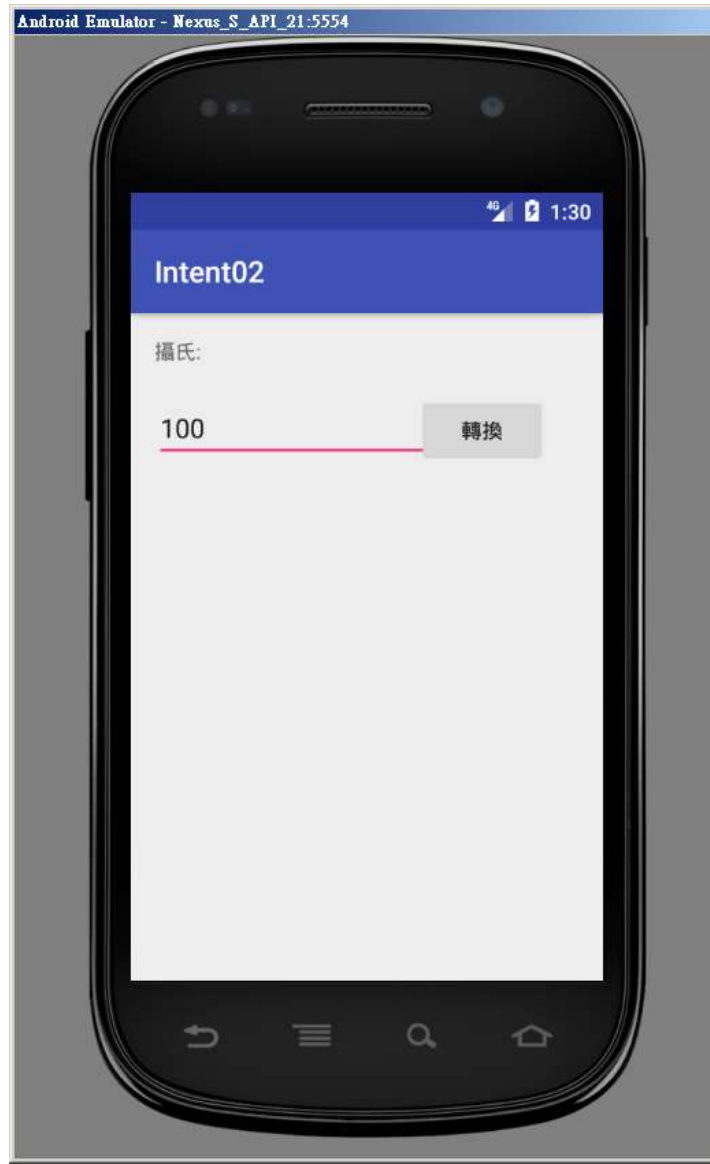 Android Emulator - Nexus_S_API_21:5554
4G 1:30
Intent02
攝氏:
100 轉換